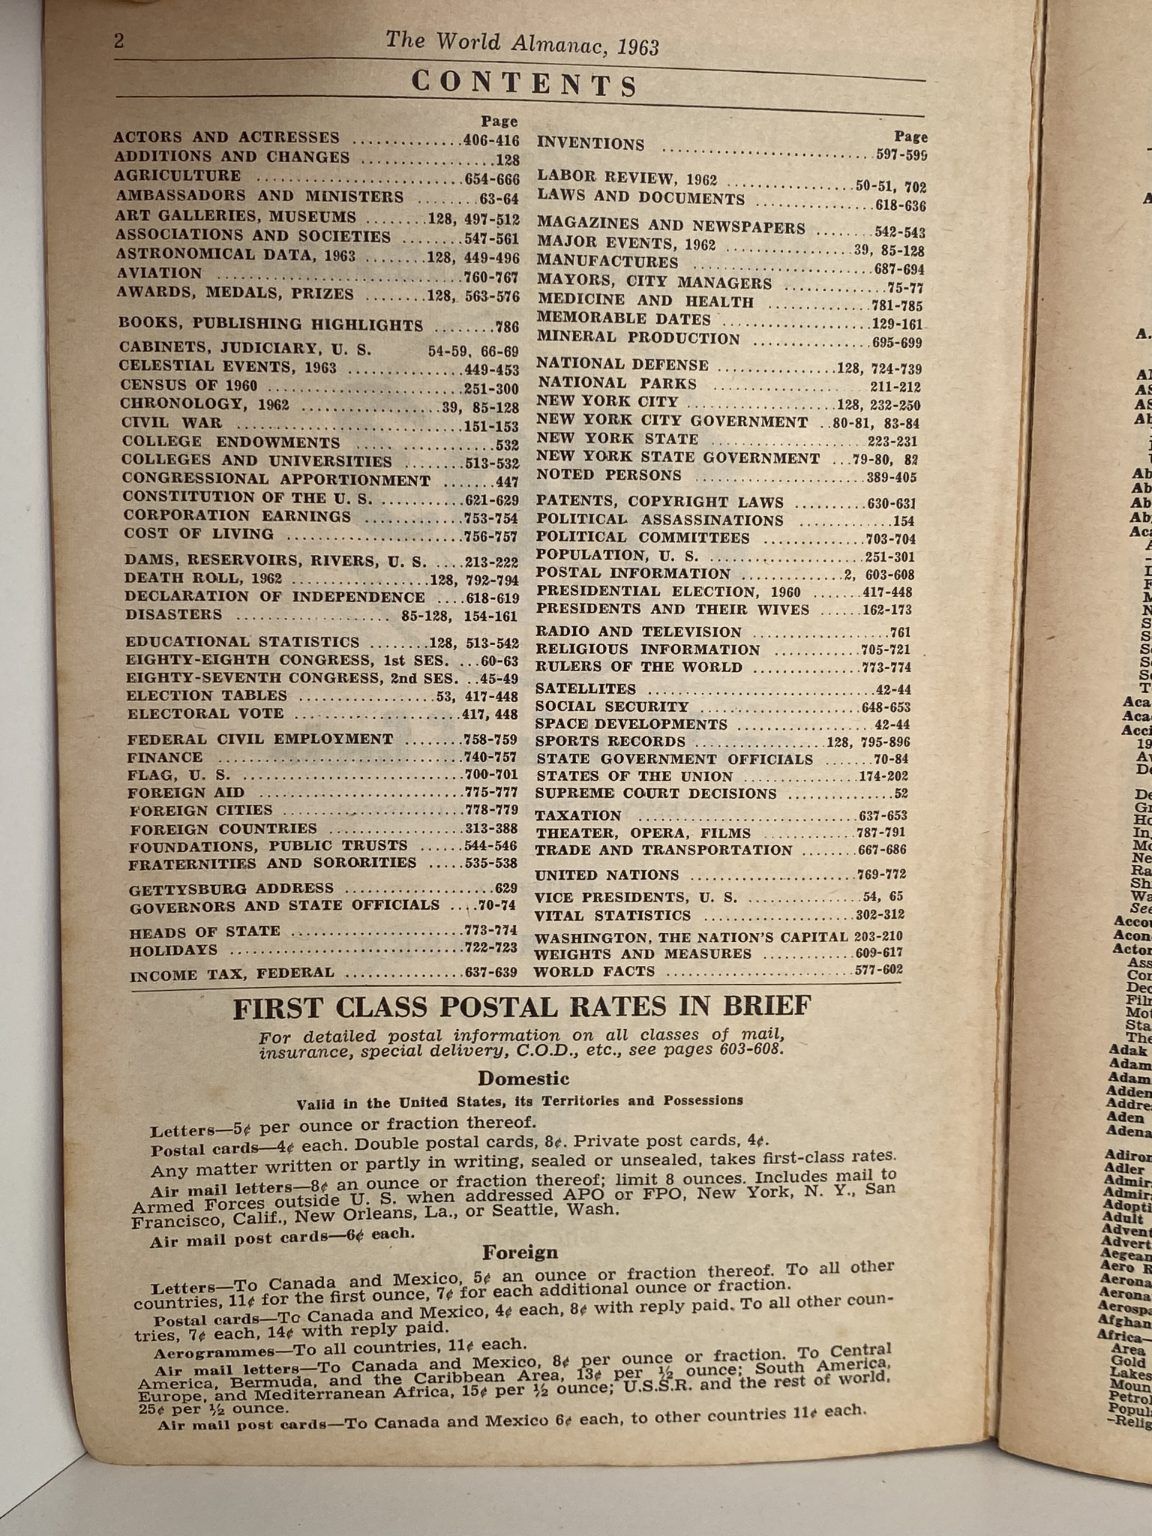 2
The World Almanac, 1963
CONTENTS
Page
ACTORS AND ACTRESSES ..............406-416
ADDITIONS AND CHANGES .................128
AGRICULTURE ..........................654-666
AMBASSADORS AND MINISTERS ........63-64
ART GALLERIES, MUSEUMS ........128, 497-512
ASSOCIATIONS AND SOCIETIES ........547-561
ASTRONOMICAL DATA, 1963 ........128, 449-496
AVIATION ..............................760-767
AWARDS, MEDALS, PRIZES ........128, 563-576
BOOKS, PUBLISHING HIGHLIGHTS ........786
CABINETS, JUDICIARY, U. S. 54-59, 66-69
CELESTIAL EVENTS, 1963 ..............449-453
CENSUS OF 1960 ........................251-300
CHRONOLOGY, 1962 .................39, 85-128
CIVIL WAR ............................151-153
COLLEGE ENDOWMENTS .................532
COLLEGES AND UNIVERSITIES ........513-532
CONGRESSIONAL APPORTIONMENT .......447
CONSTITUTION OF THE U. S. ...........621-629
CORPORATION EARNINGS ............753-754
COST OF LIVING ......................756-757
DAMS, RESERVOIRS, RIVERS, U. S. ....213-222
DEATH ROLL, 1962 .................128, 792-794
DECLARATION OF INDEPENDENCE ....618-619
DISASTERS .................... 85-128, 154-161
EDUCATIONAL STATISTICS ........128, 513-542
EIGHTY-EIGHTH CONGRESS, 1st SES. ...60-63
EIGHTY-SEVENTH CONGRESS, 2nd SES. ..45-49
ELECTION TABLES .................53, 417-448
ELECTORAL VOTE .....................417, 448
FEDERAL CIVIL EMPLOYMENT ........758-759
FINANCE ..............................740-757
FLAG, U. S. ...........................700-701
FOREIGN AID .........................775-777
FOREIGN CITIES .......................778-779
FOREIGN COUNTRIES .................313-388
FOUNDATIONS, PUBLIC TRUSTS ......544-546
FRATERNITIES AND SORORITIES .....535-538
GETTYSBURG ADDRESS ...................629
GOVERNORS AND STATE OFFICIALS ....70-74
HEADS OF STATE ......................773-774
HOLIDAYS ..............................722-723
INCOME TAX, FEDERAL ...............637-639
Page
INVENTIONS ...........................597-599
LABOR REVIEW, 1962 ................50-51, 702
LAWS AND DOCUMENTS ...............618-636
MAGAZINES AND NEWSPAPERS ........542-543
MAJOR EVENTS, 1962 ................39, 85-128
MANUFACTURES .......................687-694
MAYORS, CITY MANAGERS .............75-77
MEDICINE AND HEALTH .............781-785
MEMORABLE DATES ...................129-161
MINERAL PRODUCTION ...............695-699
NATIONAL DEFENSE ...............128, 724-739
NATIONAL PARKS .................... 211-212
NEW YORK CITY ....................128, 232-250
NEW YORK CITY GOVERNMENT ..80-81, 83-84
NEW YORK STATE .................... 223-231
NEW YORK STATE GOVERNMENT ...79-80, 82
NOTED PERSONS ......................389-405
PATENTS, COPYRIGHT LAWS ..........630-631
POLITICAL ASSASSINATIONS ..............154
POLITICAL COMMITTEES .............703-704
POPULATION, U. S. ....................251-301
POSTAL INFORMATION .............2, 603-608
PRESIDENTIAL ELECTION, 1960 ........417-448
PRESIDENTS AND THEIR WIVES ......162-173
RADIO AND TELEVISION ..................761
RELIGIOUS INFORMATION .............705-721
RULERS OF THE WORLD ..............773-774
SATELLITES .............................42-44
SOCIAL SECURITY .....................648-653
SPACE DEVELOPMENTS .................. 42-44
SPORTS RECORDS .................128, 795-896
STATE GOVERNMENT OFFICIALS ........70-84
STATES OF THE UNION ...............174-202
SUPREME COURT DECISIONS ..............52
TAXATION ............................637-653
THEATER, OPERA, FILMS ............787-791
TRADE AND TRANSPORTATION ........667-686
UNITED NATIONS .....................769-772
VICE PRESIDENTS, U. S. ...............54, 65
VITAL STATISTICS ....................302-312
WASHINGTON, THE NATION'S CAPITAL 203-210
WEIGHTS AND MEASURES ............609-617
WORLD FACTS .........................577-602
FIRST CLASS POSTAL RATES IN BRIEF
For detailed postal information on all classes of mail,
insurance, special delivery, C.O.D., etc., see pages 603-608.
Domestic
Valid in the United States, its Territories and Possessions
Letters—5¢ per ounce or fraction thereof.
Postal cards—4¢ each. Double postal cards, 8¢. Private post cards, 4¢.
Any matter written or partly in writing, sealed or unsealed, takes first-class rates.
Air mail letters—8¢ an ounce or fraction thereof; limit 8 ounces. Includes mail to
Armed Forces outside U. S. when addressed APO or FPO, New York, N. Y., San
Francisco, Calif., New Orleans, La., or Seattle, Wash.
Air mail post cards—6¢ each.
Foreign
Letters—To Canada and Mexico, 5¢ an ounce or fraction thereof. To all other
countries, 11¢ for the first ounce, 7¢ for each additional ounce or fraction.
Postal cards—To Canada and Mexico, 4¢ each, 8¢ with reply paid. To all other coun-
tries, 7¢ each, 14¢ with reply paid.
Aerogrammes—To all countries, 11¢ each.
Air mail letters—To Canada and Mexico, 8¢ per ounce or fraction. To Central
America, Bermuda, and the Caribbean Area, 13¢ per ½ ounce; South America,
Europe, and Mediterranean Africa, 15¢ per ½ ounce; U.S.S.R. and the rest of world,
25¢ per ½ ounce.
Air mail post cards—To Canada and Mexico 6¢ each, to other countries 11¢ each.